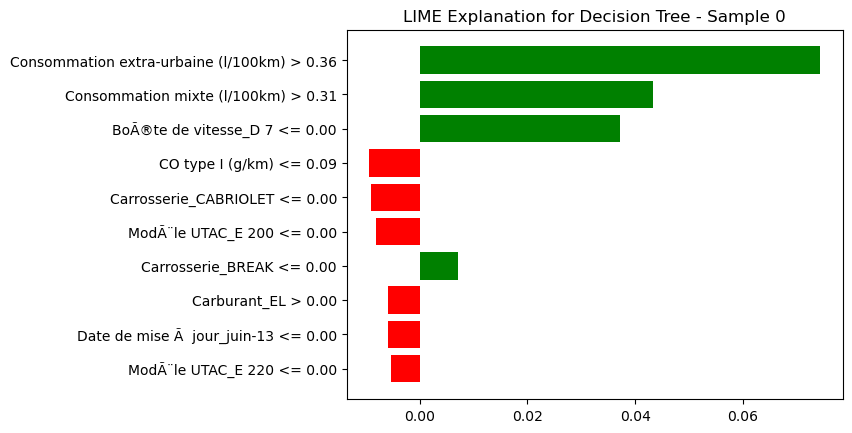 LIME Explanation for Decision Tree - Sample 0
Consommation extra-urbaine (l/100km) > 0.36
Consommation mixte (l/100km) > 0.31
BoÃ®te de vitesse_D 7 <= 0.00
CO type I (g/km) <= 0.09
Carrosserie_CABRIOLET <= 0.00
ModÃ¨le UTAC_E 200 <= 0.00
Carrosserie_BREAK <= 0.00
Carburant_EL > 0.00
Date de mise Ã  jour_juin-13 <= 0.00
ModÃ¨le UTAC_E 220 <= 0.00
0.00 0.02 0.04 0.06